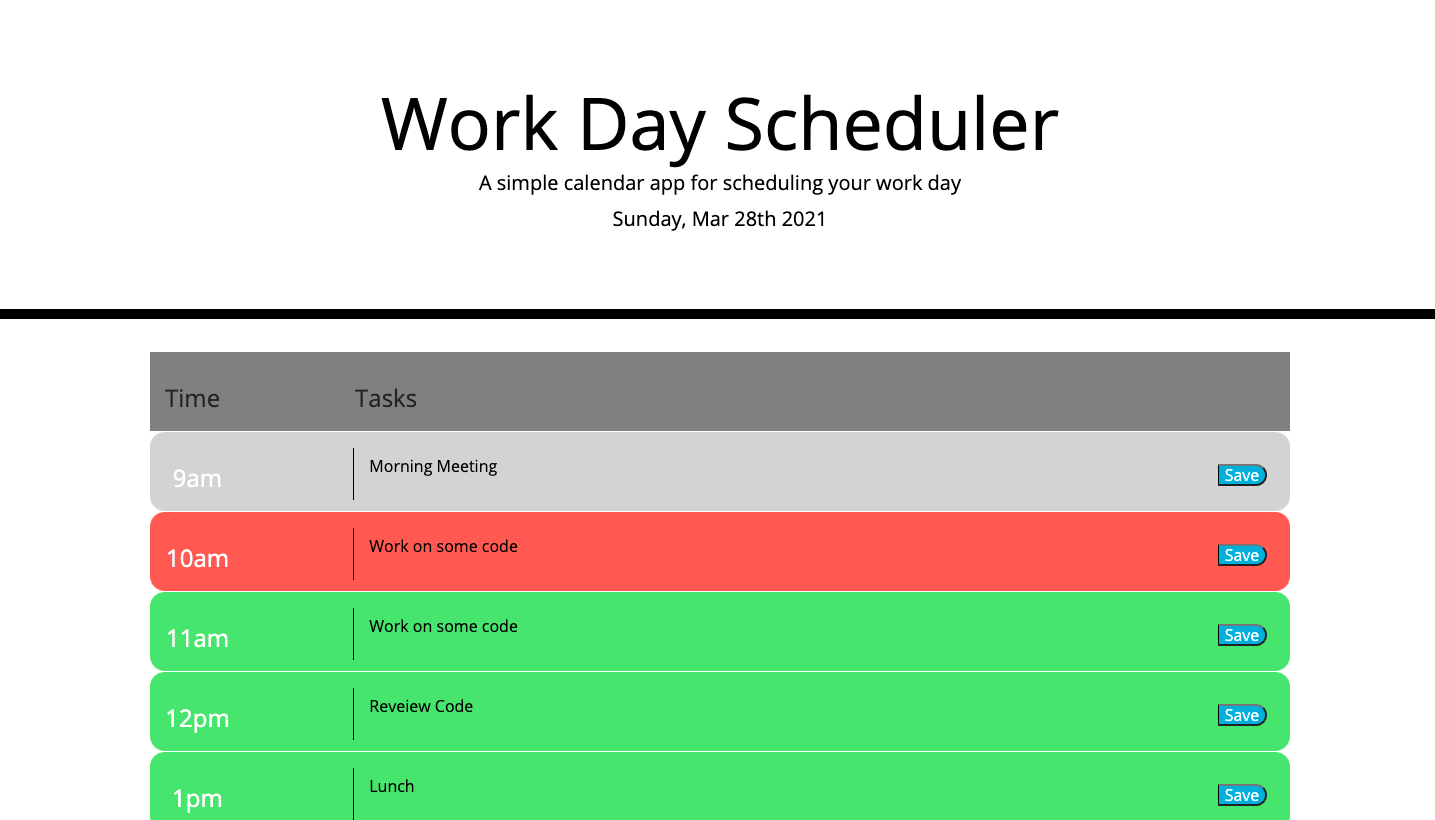 Work Day Scheduler
A simple calendar app for scheduling your work day
Sunday, Mar 28th 2021
Time Tasks
9am Morning Meeting Save
10am Work on some code Save
11am Work on some code Save
12pm Reveiew Code Save
1pm Lunch Save